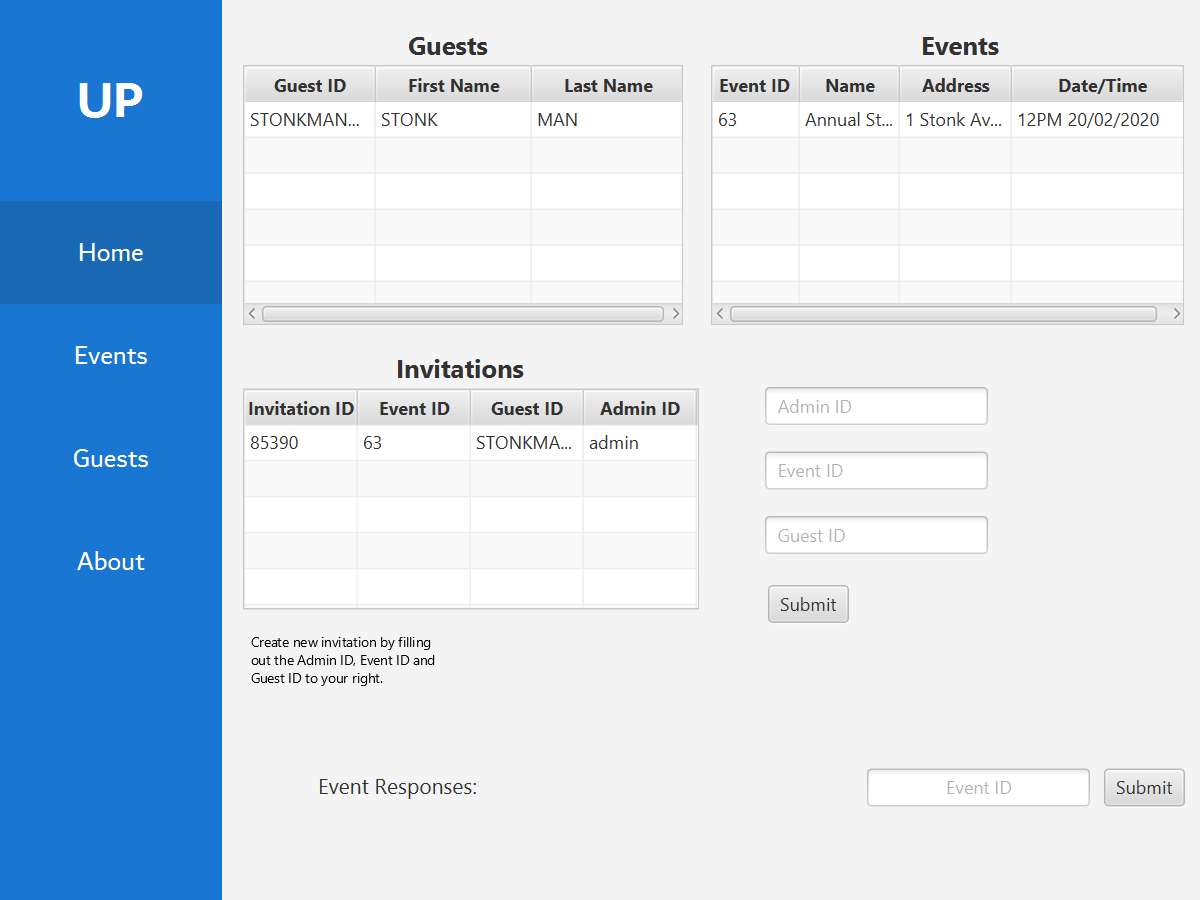 UP
Home
Events
Guests
About
Guests
Guest ID First Name Last Name
STONKMAN... STONK MAN
Events
Event ID Name Address Date/Time
63 Annual St... 1 Stonk Av... 12PM 20/02/2020
Invitations
Invitation ID Event ID Guest ID Admin ID
85390 63 STONKMA... admin
Create new invitation by filling
out the Admin ID, Event ID and
Guest ID to your right.
Admin ID
Event ID
Guest ID
Submit
Event Responses:
Event ID
Submit